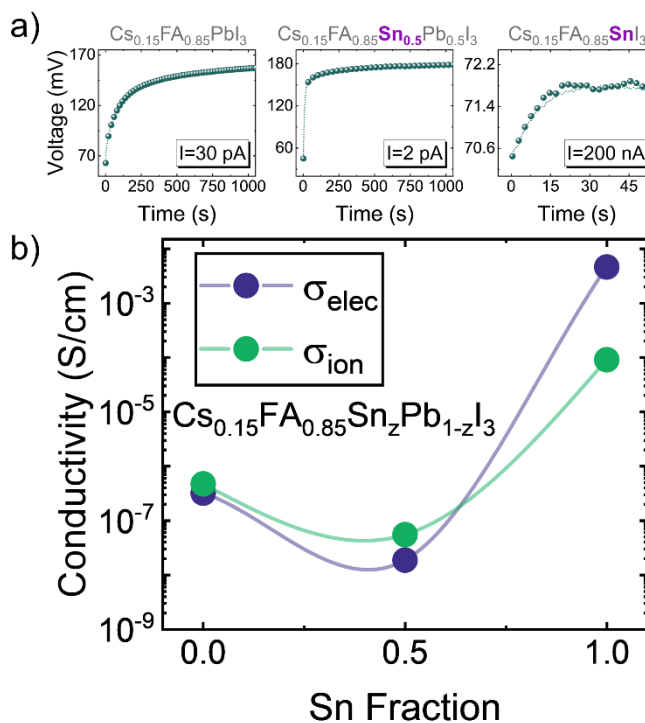 a)
Cs0.15FA0.85PbI3
Cs0.15FA0.85Sn0.5Pb0.5I3
Cs0.15FA0.85SnI3
Voltage (mV)
170
120
70
I=30 pA
0 250 500 750 1000
Time (s)
180
120
60
I=2 pA
0 250 500 750 1000
Time (s)
72.2
71.4
70.6
I=200 nA
0 15 30 45
Time (s)
b)
Conductivity (S/cm)
10-3
10-5
10-7
10-9
σelec
σion
Cs0.15FA0.85SnzPb1-zI3
0.0 0.5 1.0
Sn Fraction